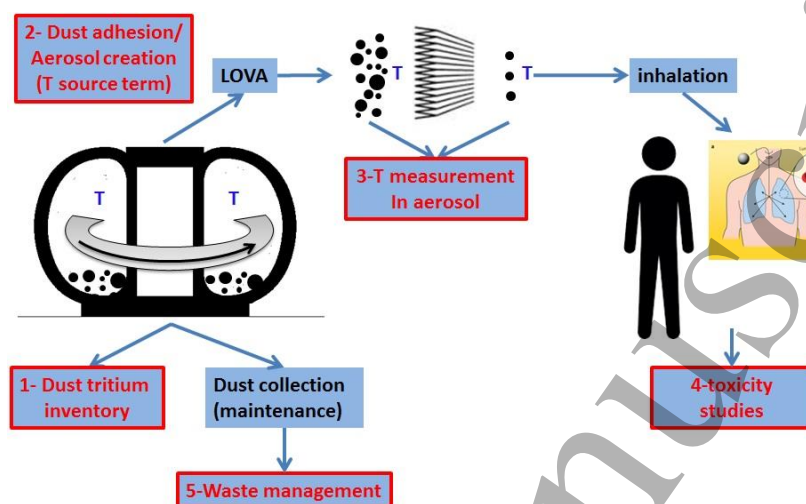 2- Dust adhesion/
Aerosol creation
(T source term)
LOVA
T
T
inhalation
T
T
3-T measurement
In aerosol
1- Dust tritium
inventory
Dust collection
(maintenance)
4-toxicity
studies
5-Waste management